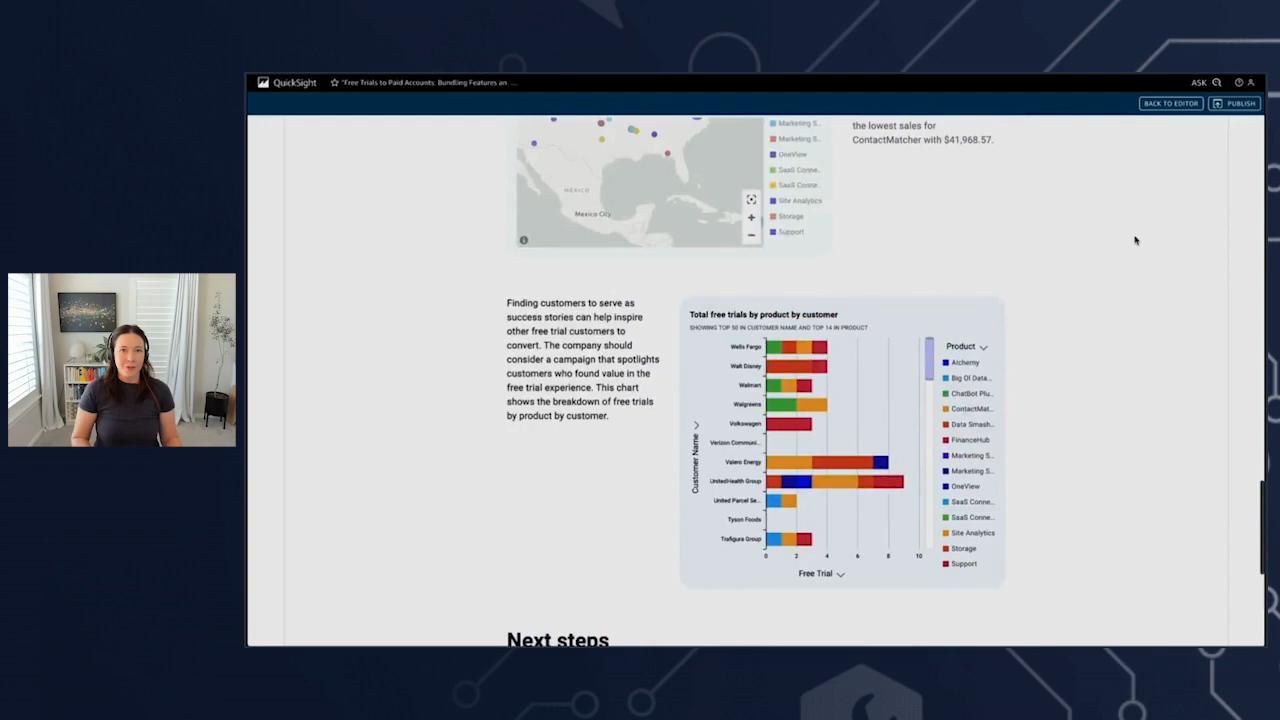 QuickSight
"Free Trials to Paid Accounts: Bundling Features an ...
ASK
BACK TO EDITOR
PUBLISH
Marketing S...
Marketing S...
OneView
SaaS Conne...
SaaS Conne...
Site Analytics
Storage
Support
MÉXICO
Mexico City
the lowest sales for
ContactMatcher with $41,968.57.
Finding customers to serve as
success stories can help inspire
other free trial customers to
convert. The company should
consider a campaign that spotlights
customers who found value in the
free trial experience. This chart
shows the breakdown of free trials
by product by customer.
Total free trials by product by customer
SHOWING TOP 50 IN CUSTOMER NAME AND TOP 14 IN PRODUCT
Customer Name
Wells Fargo
Walt Disney
Walmart
Walgreens
Volkswagen
Verizon Communi...
Valero Energy
UnitedHealth Group
United Parcel Se...
Tyson Foods
Trafigura Group
0 2 4 6 8 10
Free Trial
Product
Alchemy
Big Ol Data...
ChatBot Plu...
ContactMat...
Data Smash...
FinanceHub
Marketing S...
Marketing S...
OneView
SaaS Conne...
SaaS Conne...
Site Analytics
Storage
Support
Next steps